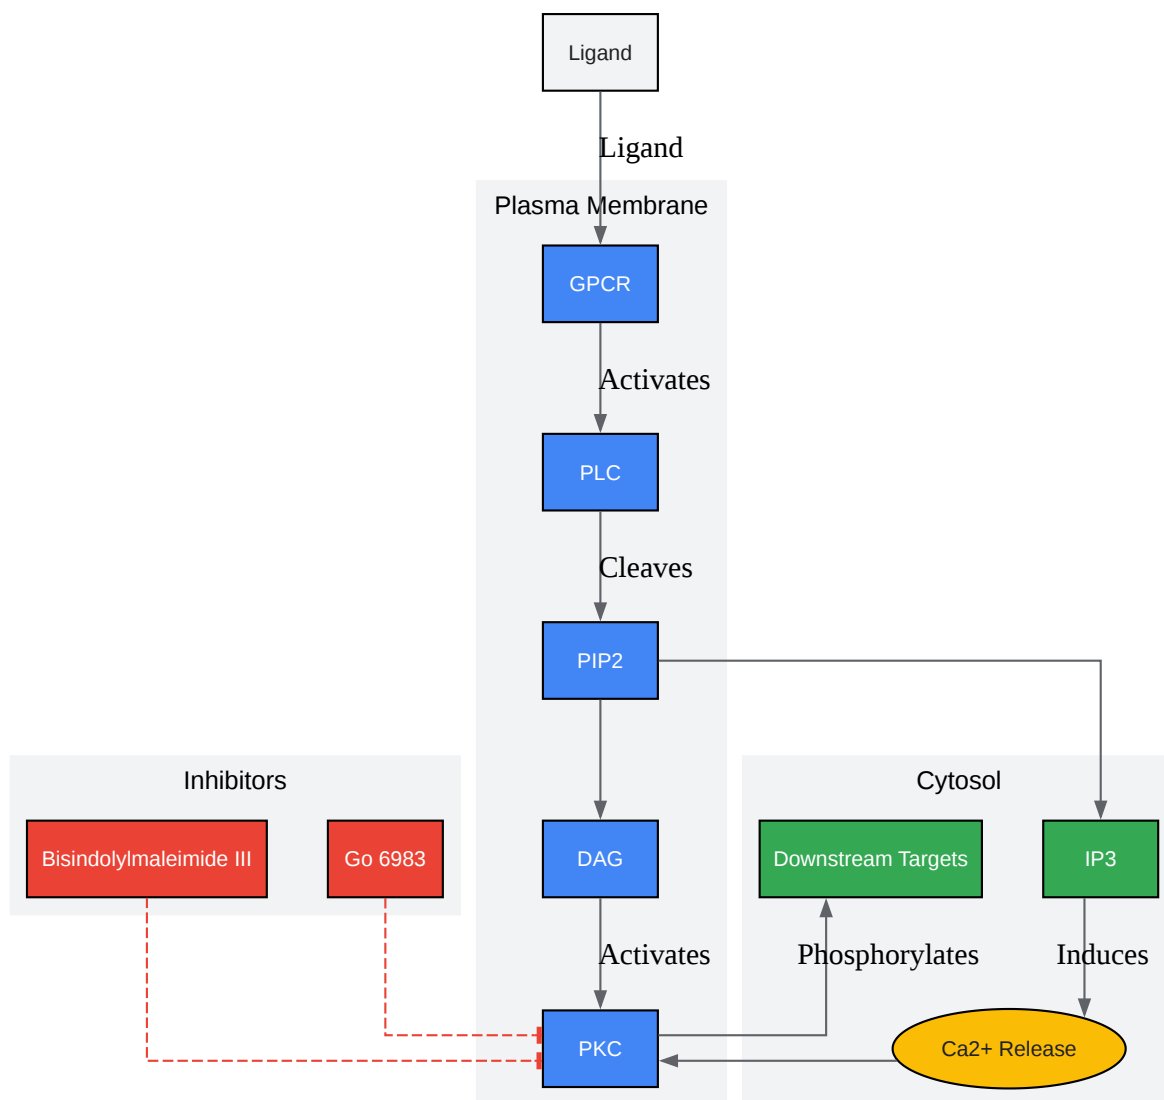 Ligand
Ligand
Plasma Membrane
GPCR
Activates
PLC
Cleaves
PIP2
Inhibitors
Cytosol
Bisindolylmaleimide III
Go 6983
DAG
Downstream Targets
IP3
Activates
Phosphorylates
Induces
PKC
Ca2+ Release